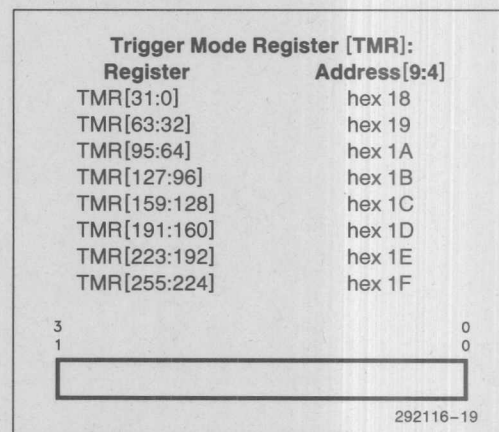 Trigger Mode Register [TMR]:
Register Address[9:4]
TMR[31:0] hex 18
TMR[63:32] hex 19
TMR[95:64] hex 1A
TMR[127:96] hex 1B
TMR[159:128] hex 1C
TMR[191:160] hex 1D
TMR[223:192] hex 1E
TMR[255:224] hex 1F
3 0
1 0
292116–19